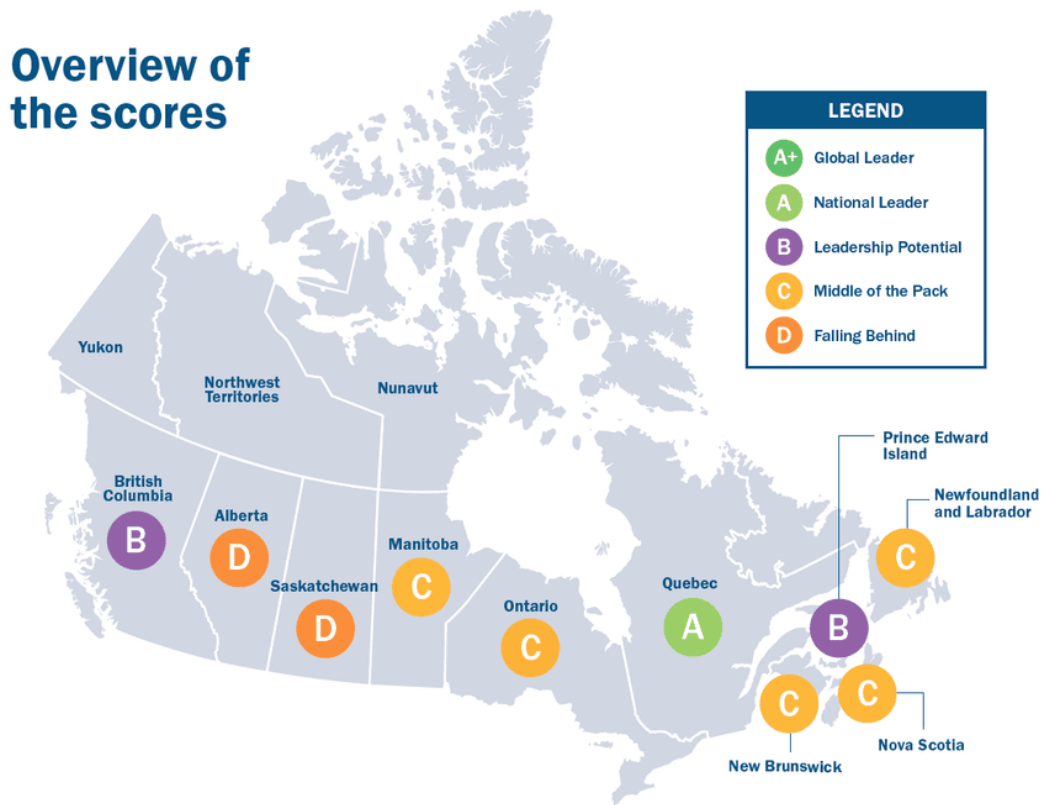 Overview of
the scores
LEGEND
A+ Global Leader
A National Leader
B Leadership Potential
C Middle of the Pack
D Falling Behind
Yukon
Northwest
Territories
Nunavut
Prince Edward
Island
Newfoundland
and Labrador
C
British
Columbia
B
Alberta
D
Saskatchewan
D
Manitoba
C
Ontario
C
Quebec
A
B
C
C
Nova Scotia
New Brunswick